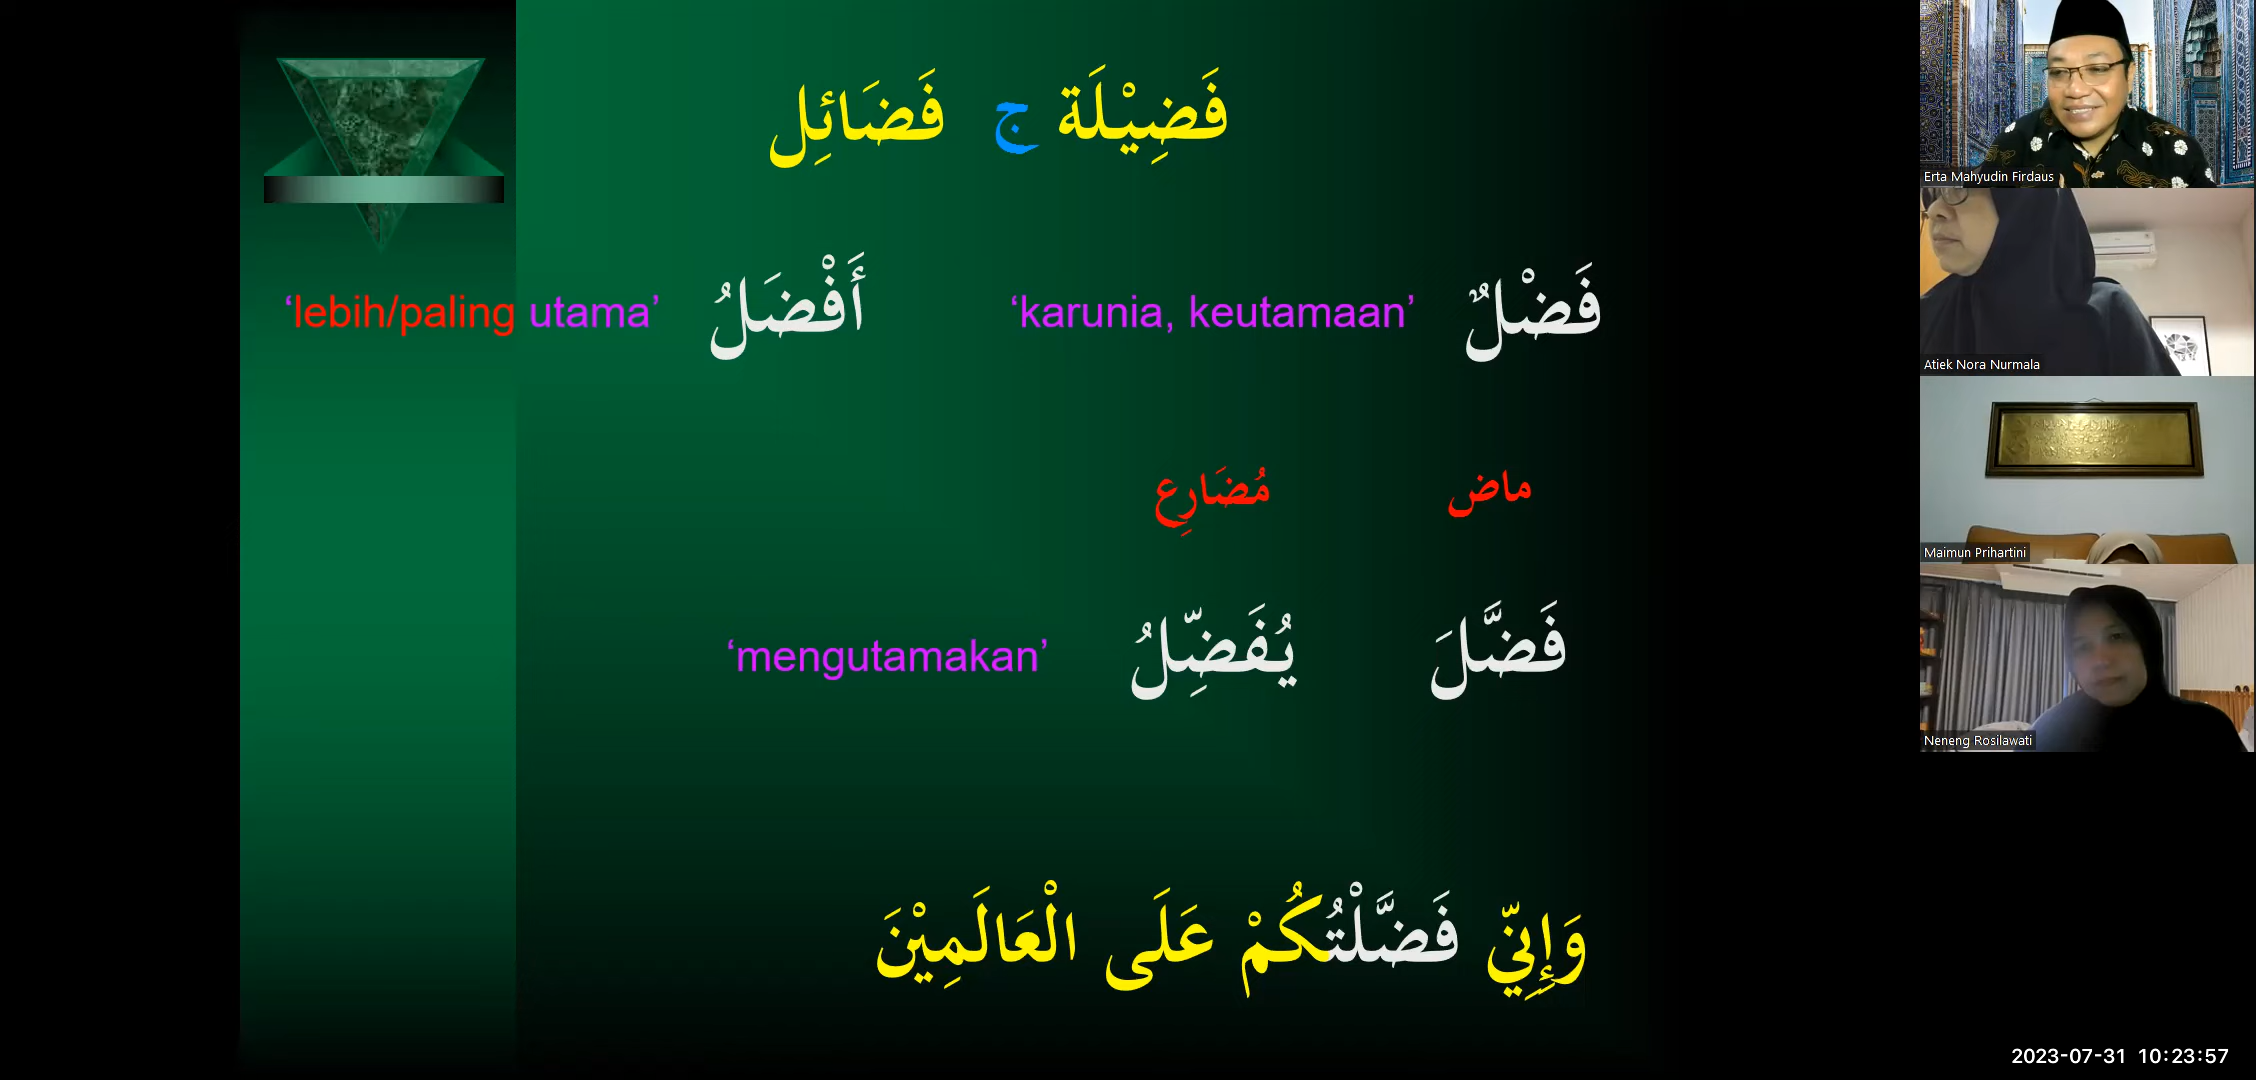 فَضِيْلَة ج فَضَائِل
فَضْلٌ ‘karunia, keutamaan’ أَفْضَلُ ‘lebih/paling utama’
ماض مُضَارِع
فَضَّلَ يُفَضِّلُ ‘mengutamakan’
وَإِنِّي فَضَّلْتُكُمْ عَلَى الْعَالَمِيْنَ
Erta Mahyudin Firdaus
Atiek Nora Nurmala
Maimun Prihartini
Neneng Rosilawati
2023-07-31 10:23:57